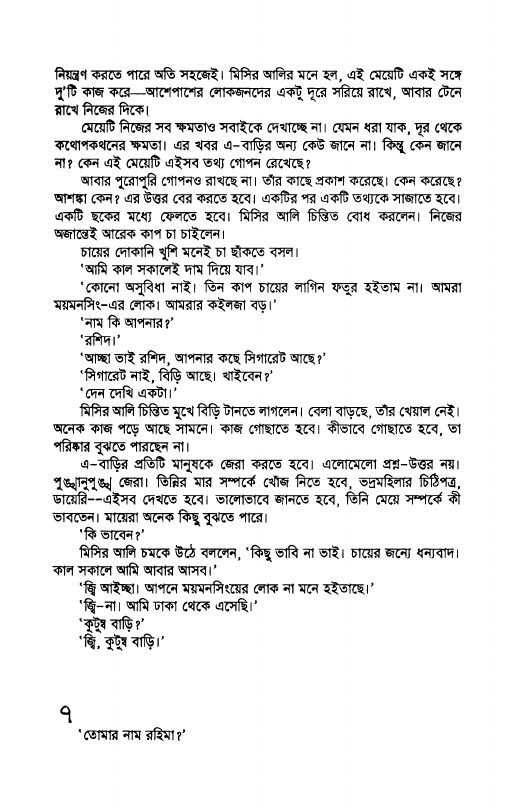 নিয়ন্ত্রণ করতে পারে অতি সহজেই। মিসির আলির মনে হল, এই মেয়েটি একই সঙ্গে
দু'টি কাজ করে—আশেপাশের লোকজনদের একটু দূরে সরিয়ে রাখে, আবার টেনে
রাখে নিজের দিকে।
মেয়েটি নিজের সব ক্ষমতাও সবাইকে দেখাচ্ছে না। যেমন ধরা যাক, দূর থেকে
কথোপকথনের ক্ষমতা। এর খবর এ-বাড়ির অন্য কেউ জানে না। কিন্তু কেন জানে
না? কেন এই মেয়েটি এইসব তথ্য গোপন রেখেছে?
আবার পুরোপুরি গোপনও রাখছে না। তাঁর কাছে প্রকাশ করেছে। কেন করেছে?
আশঙ্কা কেন? এর উত্তর বের করতে হবে। একটির পর একটি তথ্যকে সাজাতে হবে।
একটি ছকের মধ্যে ফেলতে হবে। মিসির আলি চিন্তিত বোধ করলেন। নিজের
অজান্তেই আরেক কাপ চা চাইলেন।
চায়ের দোকানি খুশি মনেই চা ছাঁকতে বসল।
'আমি কাল সকালেই দাম দিয়ে যাব।'
'কোনো অসুবিধা নাই। তিন কাপ চায়ের লাগিন ফতুর হইতাম না। আমরা
ময়মনসিং-এর লোক। আমরার কইলজা বড়।'
'নাম কি আপনার?'
'রশিদ।'
'আচ্ছা ভাই রশিদ, আপনার কছে সিগারেট আছে?'
'সিগারেট নাই, বিড়ি আছে। খাইবেন?'
'দেন দেখি একটা।'
মিসির আলি চিন্তিত মুখে বিড়ি টানতে লাগলেন। বেলা বাড়ছে, তাঁর খেয়াল নেই।
অনেক কাজ পড়ে আছে সামনে। কাজ গোছাতে হবে। কীভাবে গোছাতে হবে, তা
পরিষ্কার বুঝতে পারছেন না।
এ-বাড়ির প্রতিটি মানুষকে জেরা করতে হবে। এলোমেলো প্রশ্ন-উত্তর নয়।
পুঙ্খানুপুঙ্খ জেরা। তিন্নির মার সম্পর্কে খোঁজ নিতে হবে, ভদ্রমহিলার চিঠিপত্র,
ডায়েরি--এইসব দেখতে হবে। ভালোভাবে জানতে হবে, তিনি মেয়ে সম্পর্কে কী
ভাবতেন। মায়েরা অনেক কিছু বুঝতে পারে।
'কি ভাবেন?'
মিসির আলি চমকে উঠে বললেন, 'কিছু ভাবি না ভাই। চায়ের জন্যে ধন্যবাদ।
কাল সকালে আমি আবার আসব।'
'জ্বি আইচ্ছা। আপনে ময়মনসিংয়ের লোক না মনে হইতাছে।'
'জ্বি-না। আমি ঢাকা থেকে এসেছি।'
'কুটুম্ব বাড়ি?'
'জ্বি, কুটুম্ব বাড়ি।'
৭
'তোমার নাম রহিমা?'